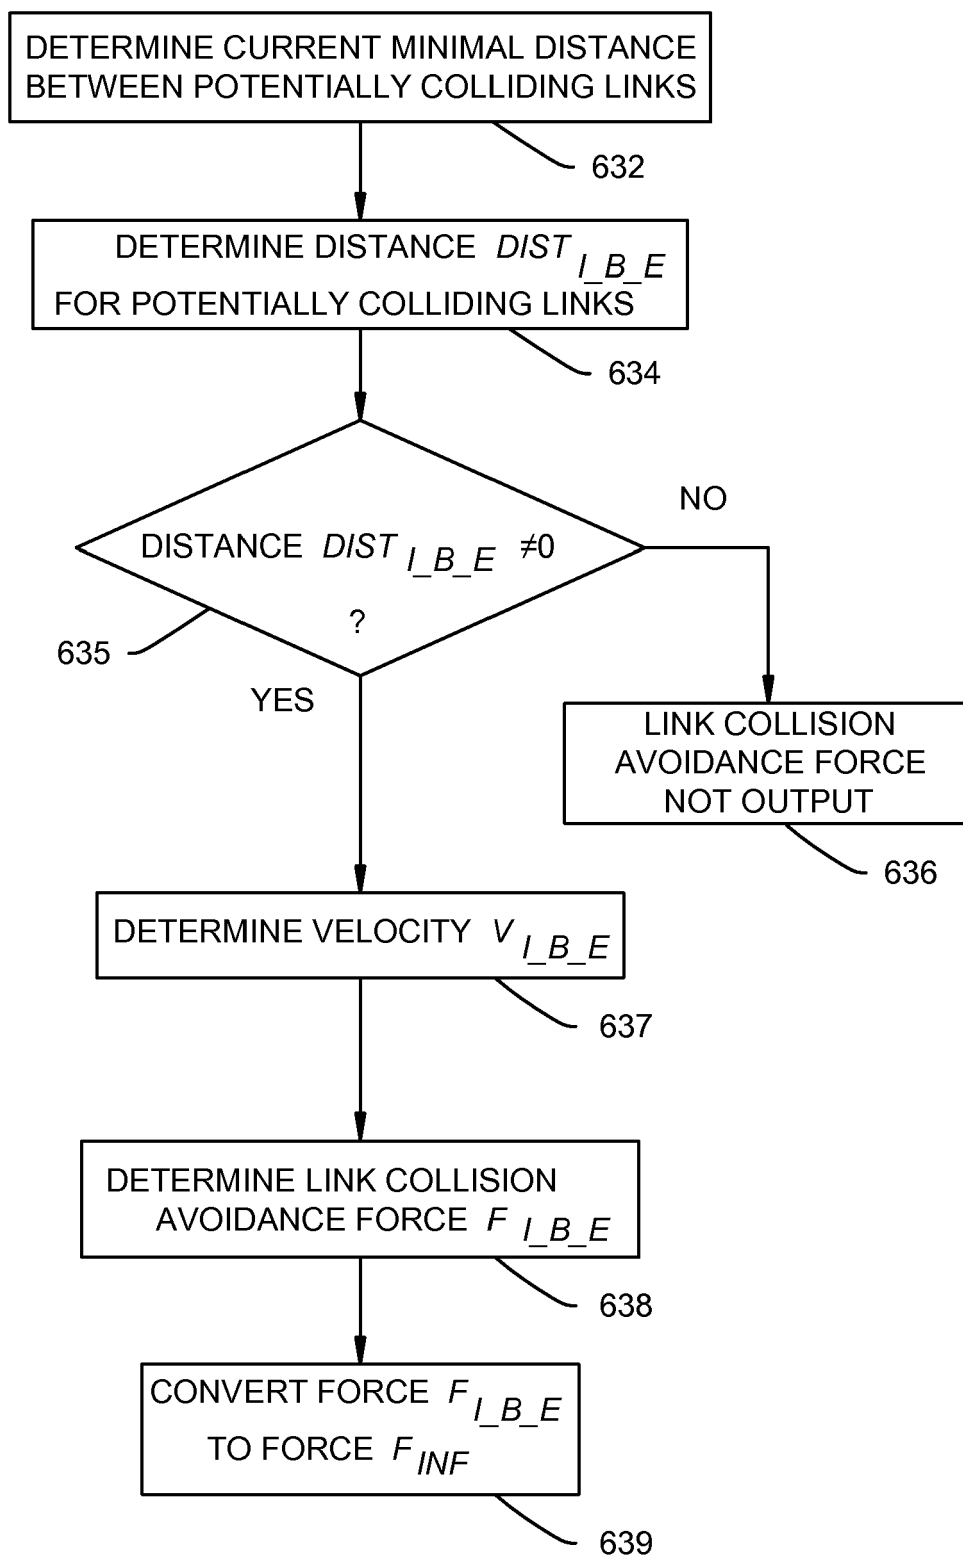 DETERMINE CURRENT MINIMAL DISTANCE
BETWEEN POTENTIALLY COLLIDING LINKS
632
DETERMINE DISTANCE DIST I_B_E
FOR POTENTIALLY COLLIDING LINKS
634
NO
DISTANCE DIST I_B_E ≠0
?
635
YES
LINK COLLISION
AVOIDANCE FORCE
NOT OUTPUT
636
DETERMINE VELOCITY V I_B_E
637
DETERMINE LINK COLLISION
AVOIDANCE FORCE F I_B_E
638
CONVERT FORCE F I_B_E
TO FORCE F INF
639